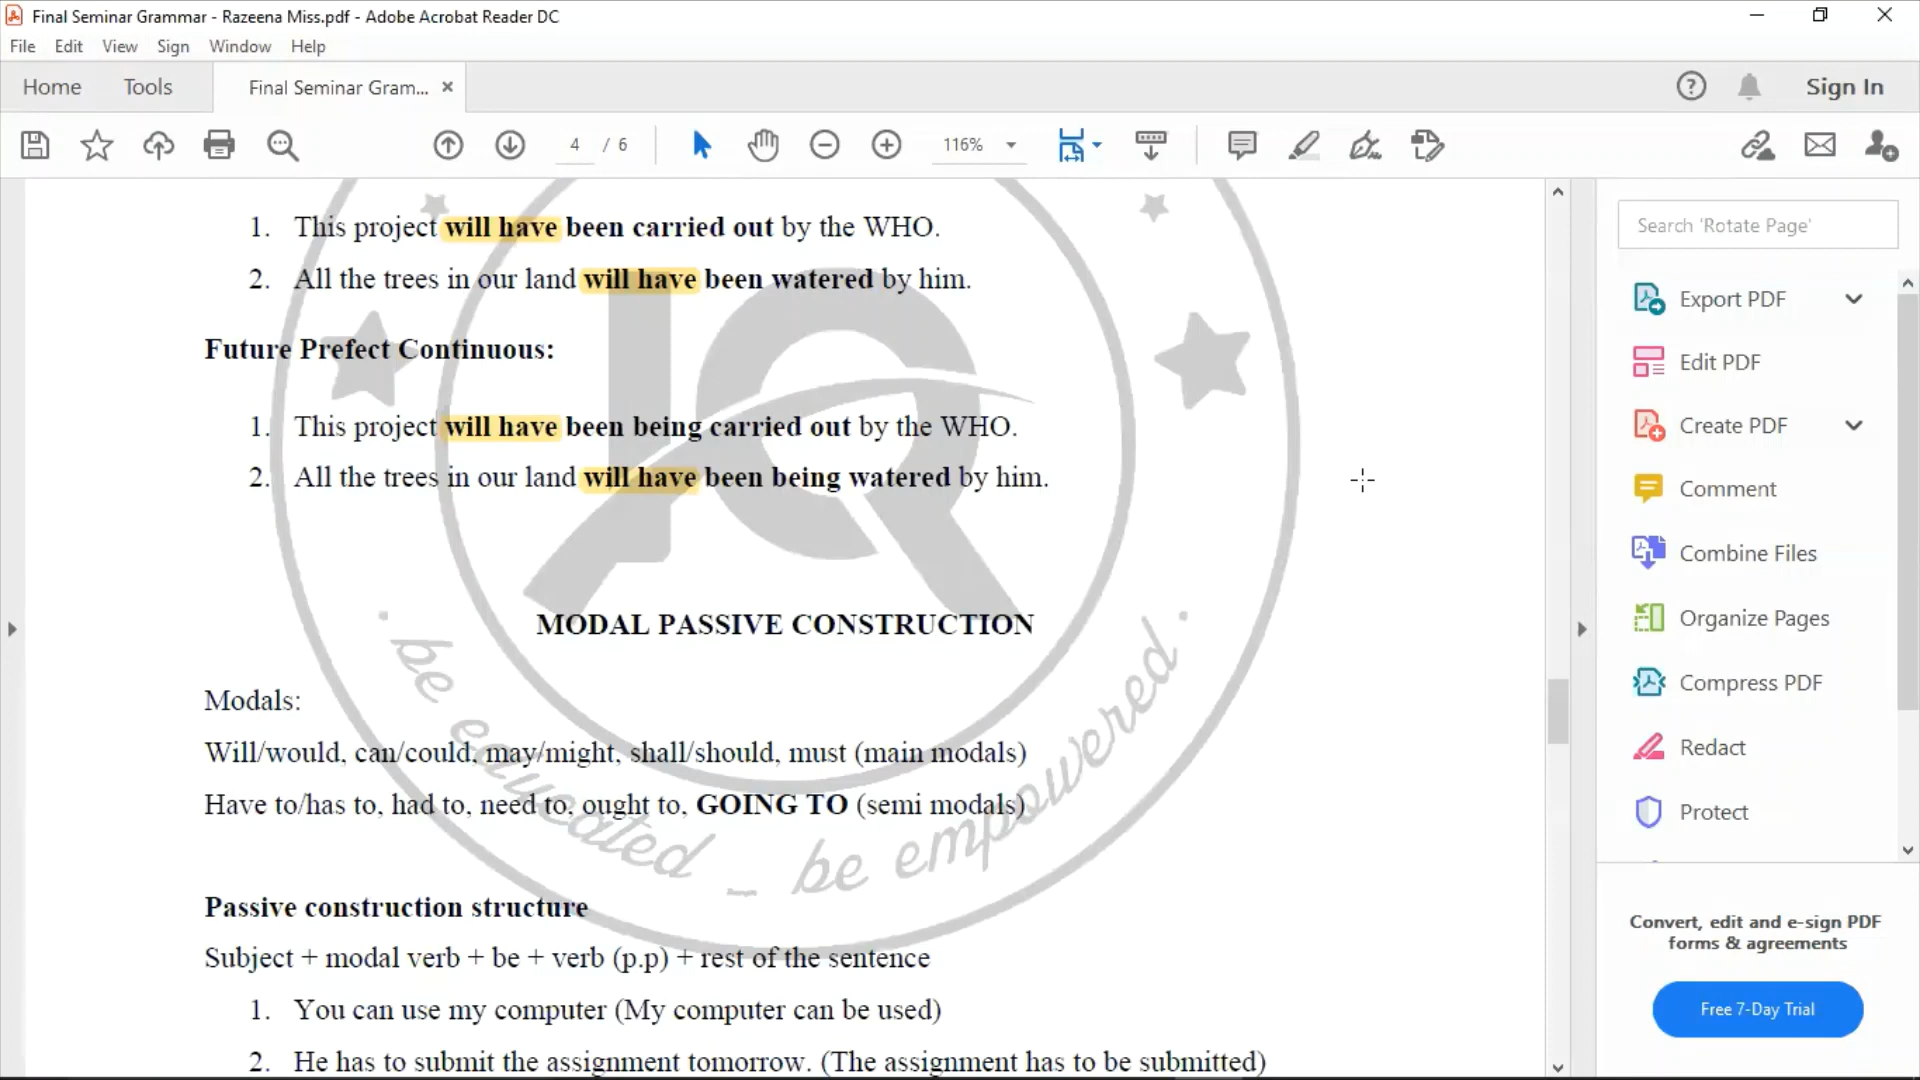 Final Seminar Grammar - Razeena Miss.pdf - Adobe Acrobat Reader DC
File Edit View Sign Window Help
Home Tools Final Seminar Gram... × Sign In
4 / 6 116%
1. This project will have been carried out by the WHO.
2. All the trees in our land will have been watered by him.
Future Prefect Continuous:
1. This project will have been being carried out by the WHO.
2. All the trees in our land will have been being watered by him.
MODAL PASSIVE CONSTRUCTION
Modals:
Will/would, can/could, may/might, shall/should, must (main modals)
Have to/has to, had to, need to, ought to, GOING TO (semi modals)
Passive construction structure
Subject + modal verb + be + verb (p.p) + rest of the sentence
1. You can use my computer (My computer can be used)
2. He has to submit the assignment tomorrow. (The assignment has to be submitted)
IQ
. be educated - be empowered .
Search 'Rotate Page'
Export PDF
Edit PDF
Create PDF
Comment
Combine Files
Organize Pages
Compress PDF
Redact
Protect
Convert, edit and e-sign PDF
forms & agreements
Free 7-Day Trial